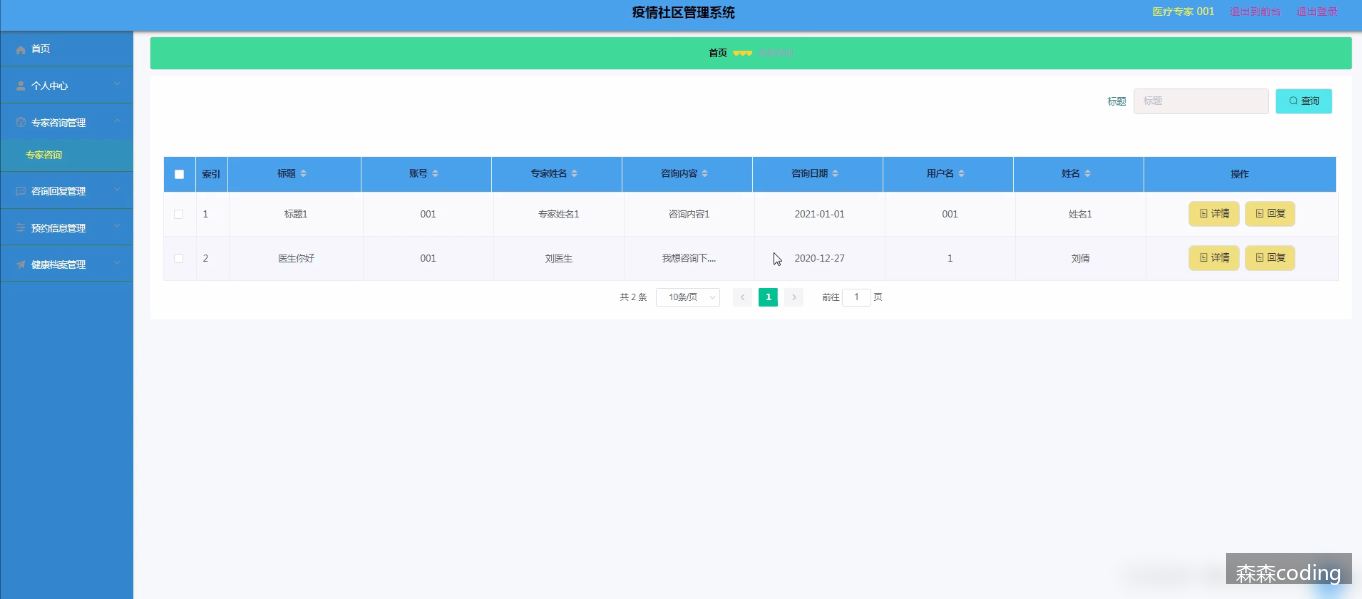 疫情社区管理系统
医疗专家 001 退出到前台 退出登录
首页
个人中心
专家咨询管理
专家咨询
咨询回复管理
预约信息管理
健康档案管理
首页 专家咨询
标题 标题 查询
索引 标题 账号 专家姓名 咨询内容 咨询日期 用户名 姓名 操作
1 标题1 001 专家姓名1 咨询内容1 2021-01-01 001 姓名1 详情 回复
2 医生你好 001 刘医生 我想咨询下.... 2020-12-27 1 刘倩 详情 回复
共 2 条 10条/页 1 前往 1 页
森森coding